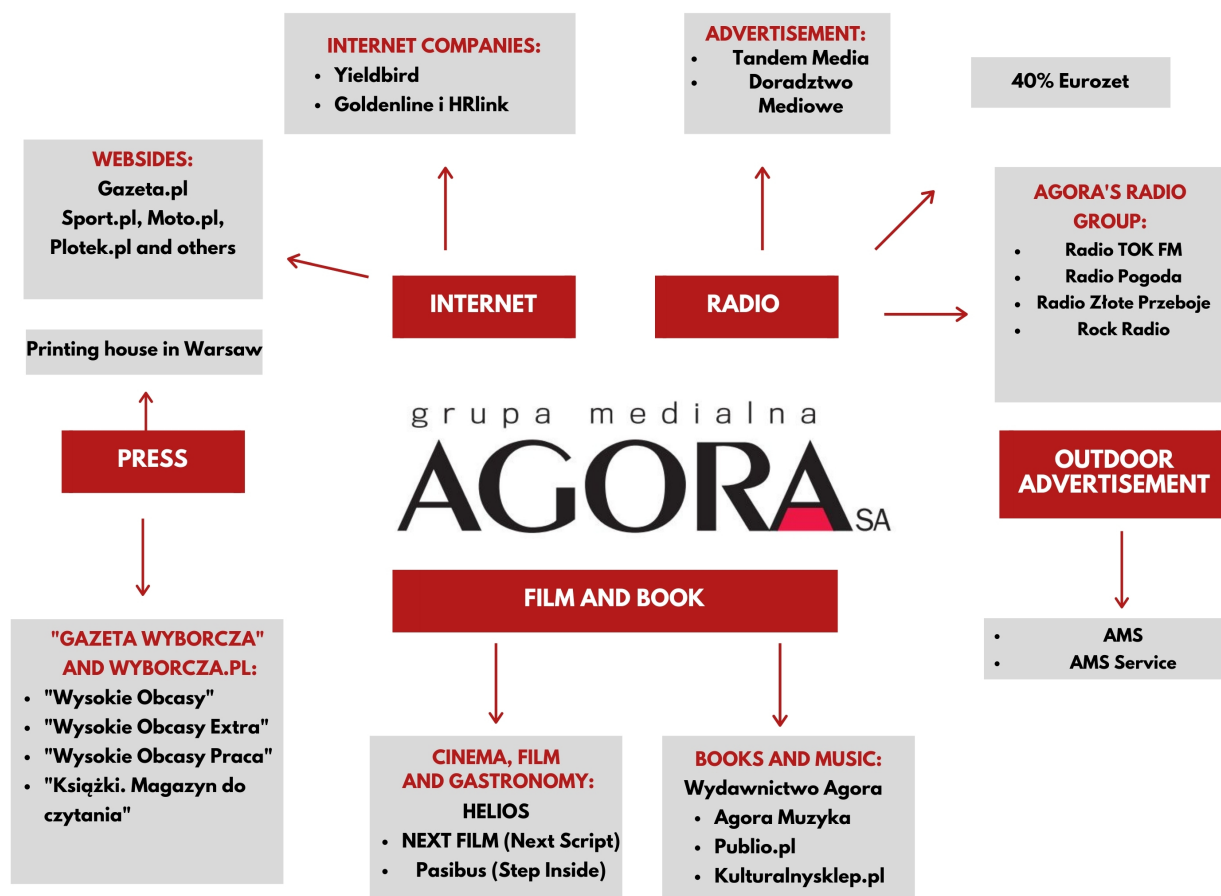 INTERNET COMPANIES:
• Yieldbird
• Goldenline i HRlink
ADVERTISEMENT:
• Tandem Media
• Doradztwo
Mediowe
40% Eurozet
WEBSIDES:
Gazeta.pl
Sport.pl, Moto.pl,
Plotek.pl and others
AGORA'S RADIO
GROUP:
• Radio TOK FM
• Radio Pogoda
• Radio Złote Przeboje
• Rock Radio
INTERNET
RADIO
Printing house in Warsaw
PRESS
grupa medialna
AGORA SA
OUTDOOR
ADVERTISEMENT
FILM AND BOOK
"GAZETA WYBORCZA"
AND WYBORCZA.PL:
• "Wysokie Obcasy"
• "Wysokie Obcasy Extra"
• "Wysokie Obcasy Praca"
• "Książki. Magazyn do
czytania"
• AMS
• AMS Service
CINEMA, FILM
AND GASTRONOMY:
HELIOS
• NEXT FILM (Next Script)
• Pasibus (Step Inside)
BOOKS AND MUSIC:
Wydawnictwo Agora
• Agora Muzyka
• Publio.pl
• Kulturalnysklep.pl